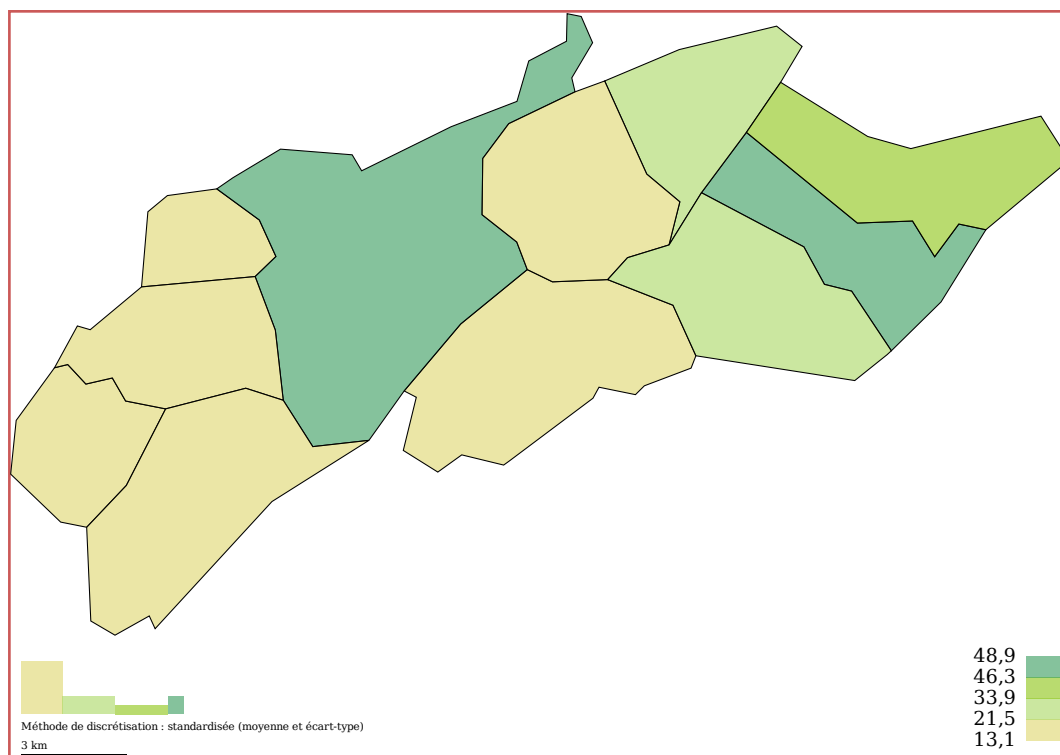 48,9
46,3
33,9
21,5
13,1
Méthode de discrétisation : standardisée (moyenne et écart-type)
3 km